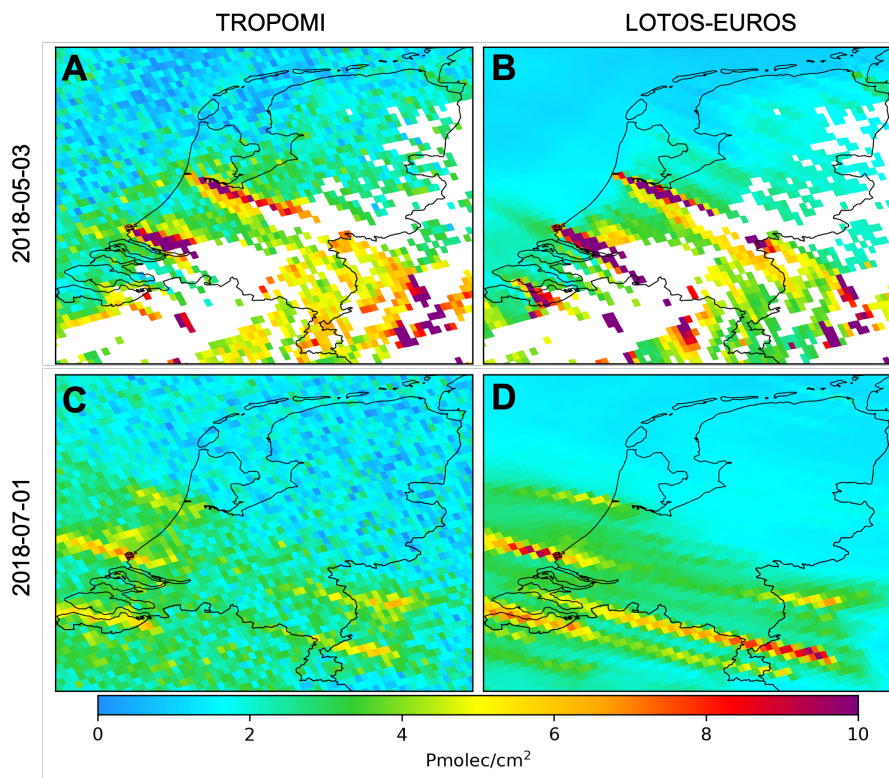 TROPOMI LOTOS-EUROS
2018-05-03
A B
2018-07-01
C D
0 2 4 6 8 10
Pmolec/cm²